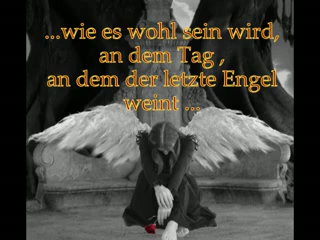 ...wie es wohl sein wird,
an dem Tag ,
an dem der letzte Engel
weint ...